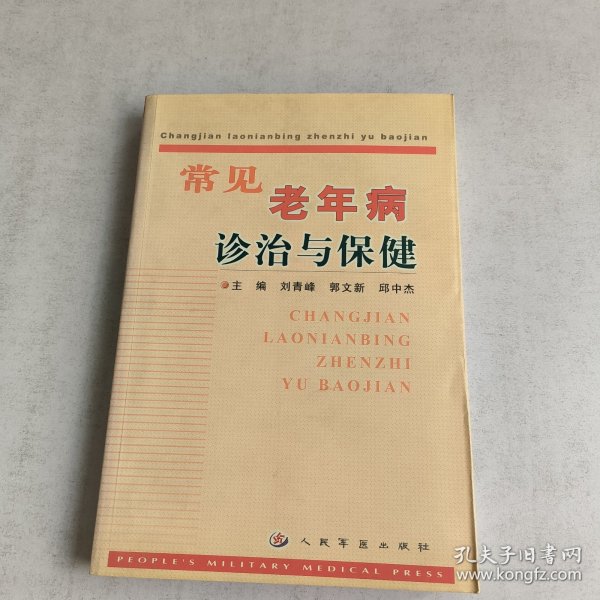 Changjian laonianbing zhenzhi yu baojian
常见
老年病
诊治与保健
主 编 刘青峰 郭文新 邱中杰
CHANGJIAN
LAONIANBING
ZHENZHI
YU BAOJIAN
人民军医出版社
PEOPLE'S MILITARY MEDICAL PRESS
孔夫子旧书网
www.kongfz.com